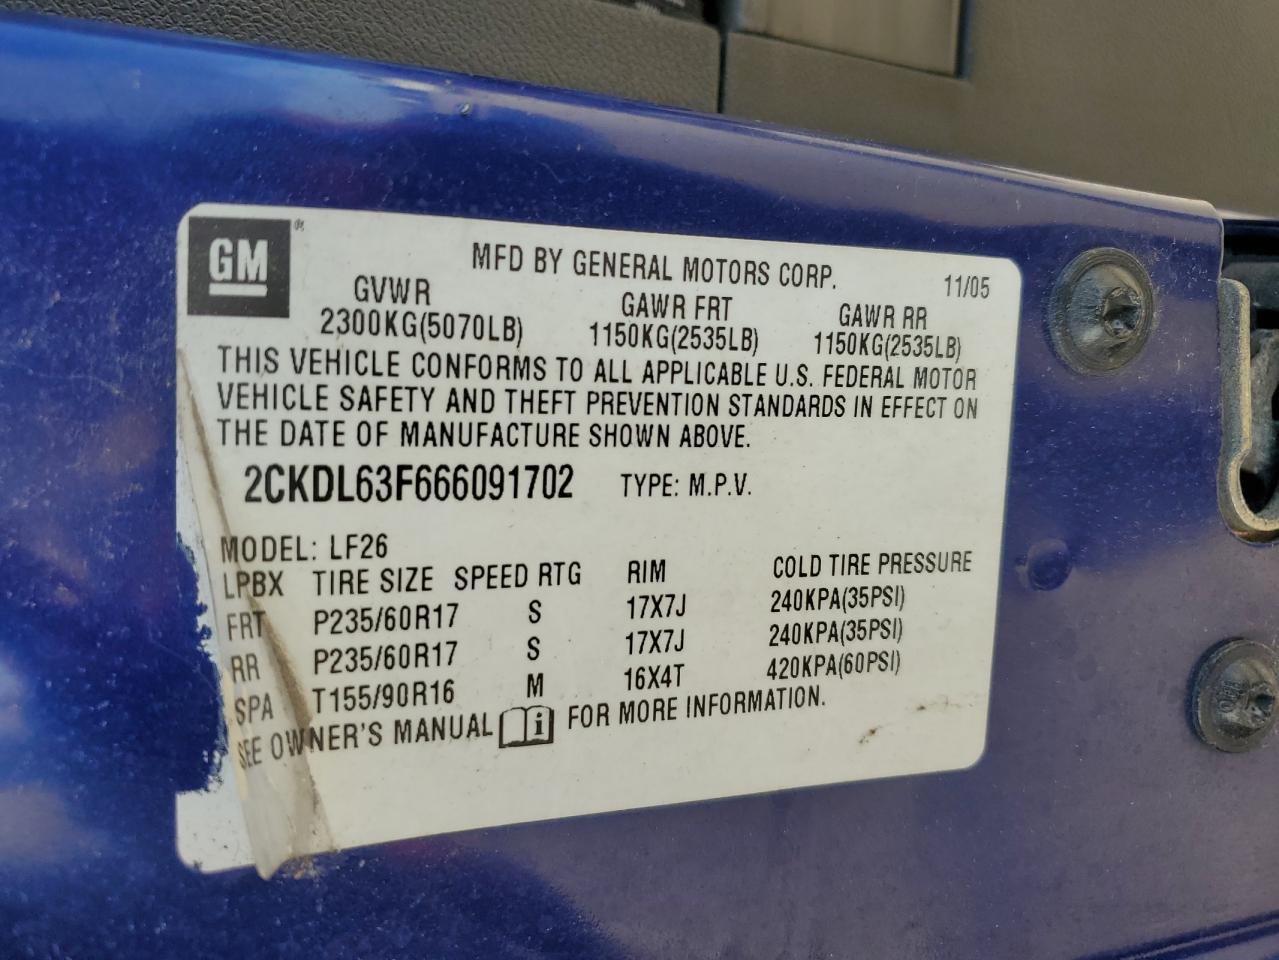 GM ®
MFD BY GENERAL MOTORS CORP. 11/05
GVWR GAWR FRT GAWR RR
2300KG(5070LB) 1150KG(2535LB) 1150KG(2535LB)
THIS VEHICLE CONFORMS TO ALL APPLICABLE U.S. FEDERAL MOTOR
VEHICLE SAFETY AND THEFT PREVENTION STANDARDS IN EFFECT ON
THE DATE OF MANUFACTURE SHOWN ABOVE.
2CKDL63F666091702 TYPE: M.P.V.
MODEL: LF26
LPBX TIRE SIZE SPEED RTG RIM COLD TIRE PRESSURE
FRT P235/60R17 S 17X7J 240KPA(35PSI)
RR P235/60R17 S 17X7J 240KPA(35PSI)
SPA T155/90R16 M 16X4T 420KPA(60PSI)
SEE OWNER'S MANUAL i FOR MORE INFORMATION.